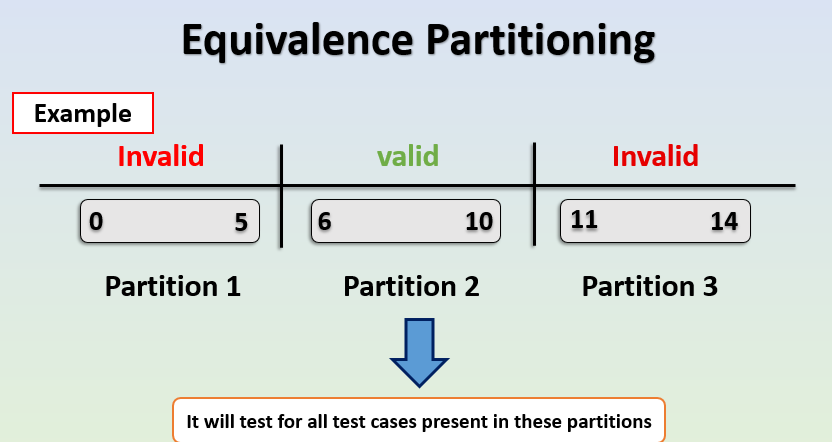 Equivalence Partitioning
Example
Invalid valid Invalid
0 5 6 10 11 14
Partition 1 Partition 2 Partition 3
It will test for all test cases present in these partitions